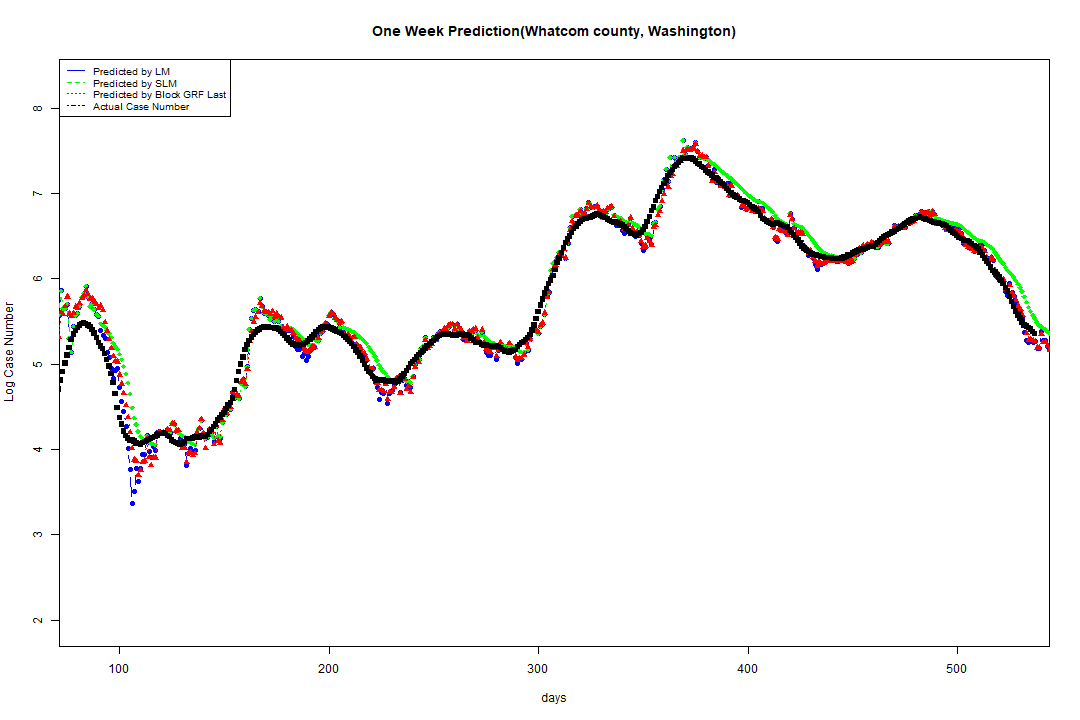 One Week Prediction(Whatcom county, Washington)
Predicted by LM
Predicted by SLM
Predicted by Block GRF Last
Actual Case Number
8
7
6
5
4
3
2
Log Case Number
100 200 300 400 500
days